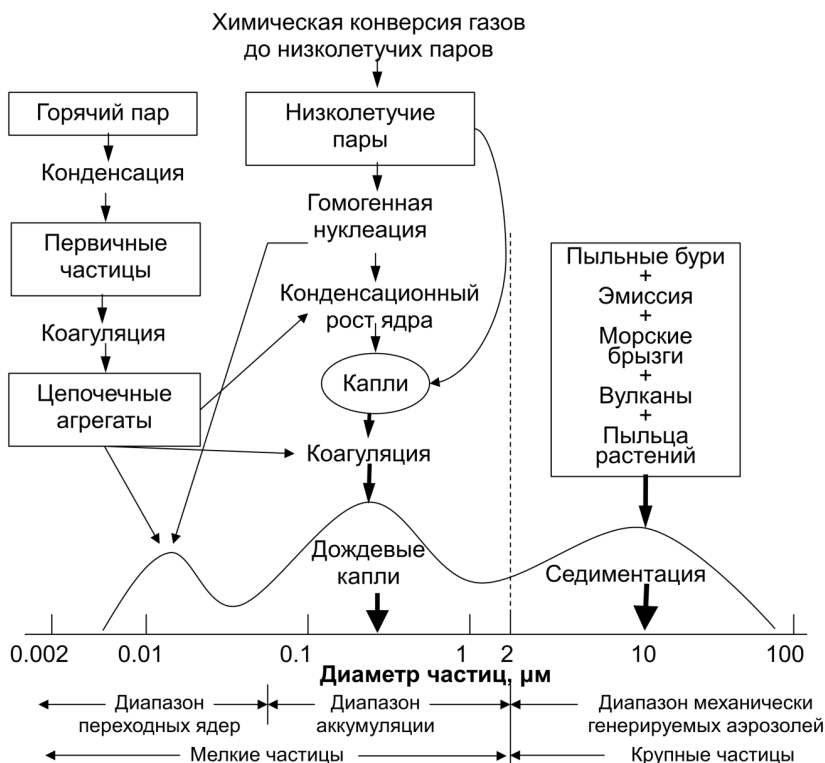 Химическая конверсия газов
до низколетучих паров
Горячий пар
Конденсация
Первичные
частицы
Коагуляция
Цепочечные
агрегаты
Низколетучие
пары
Гомогенная
нуклеация
Конденсационный
рост ядра
Капли
Коагуляция
Дождевые
капли
Пыльные бури
+
Эмиссия
+
Морские
брызги
+
Вулканы
+
Пыльца
растений
Седиментация
0.002 0.01 0.1 1 2 10 100
Диаметр частиц, μм
Диапазон
переходных ядер
Диапазон
аккумуляции
Диапазон механически
генерируемых аэрозолей
Мелкие частицы
Крупные частицы